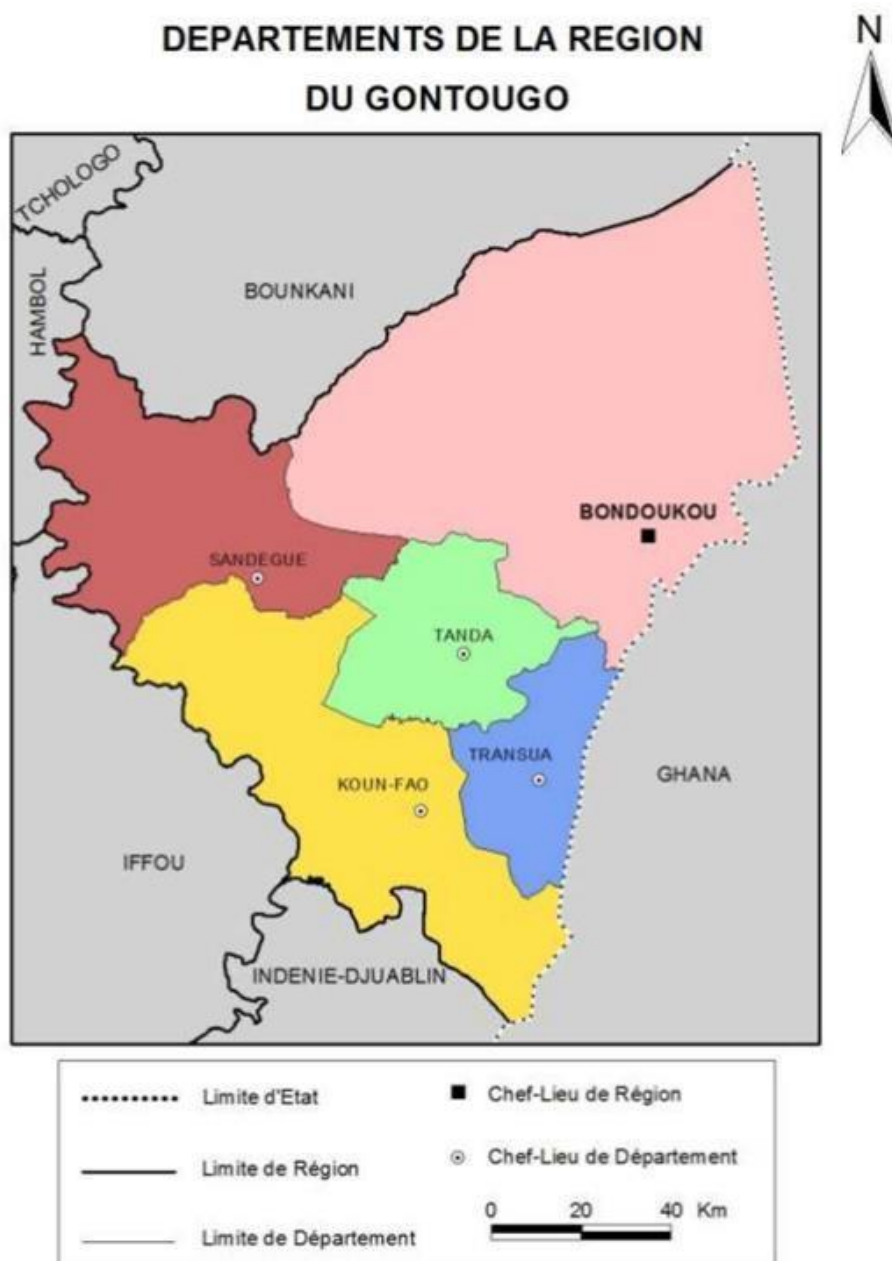 DEPARTEMENTS DE LA REGION
DU GONTOUGO
N
TCHOLOGO
HAMBOL
BOUNKANI
BONDOUKOU
SANDEGUE
TANDA
TRANSUA
KOUN-FAO
GHANA
IFFOU
INDENIE-DJUABLIN
Limite d'Etat
Chef-Lieu de Région
Limite de Région
Chef-Lieu de Département
0 20 40 Km
Limite de Département